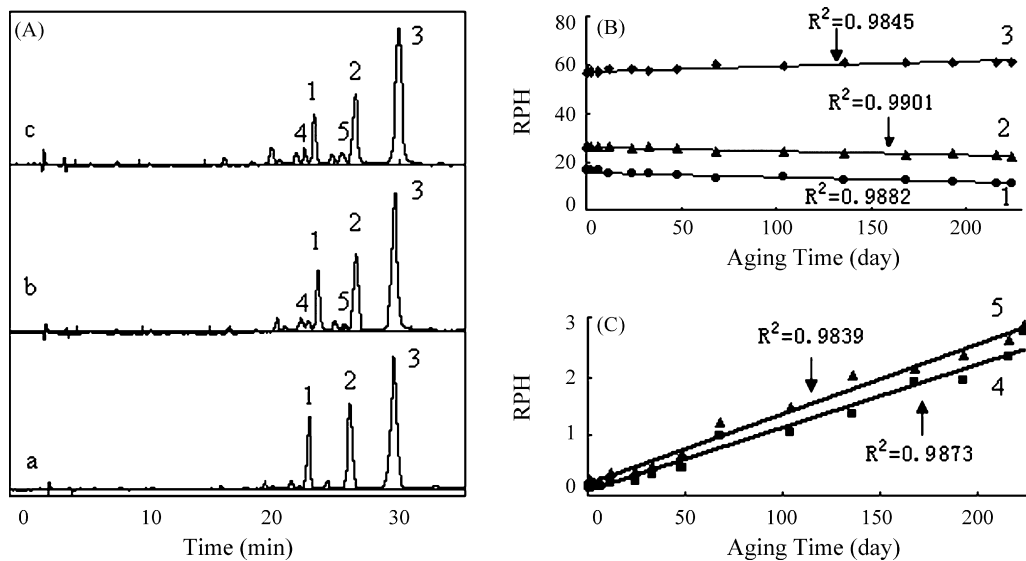 (A)
3
2
1
4
5
c
3
2
1
4
5
b
3
2
1
a
0 10 20 30
Time (min)
(B)
80
60
40
20
0
RPH
R²=0.9845
3
R²=0.9901
2
R²=0.9882
1
0 50 100 150 200
Aging Time (day)
(C)
3
2
1
0
RPH
5
R²=0.9839
4
R²=0.9873
0 50 100 150 200
Aging Time (day)